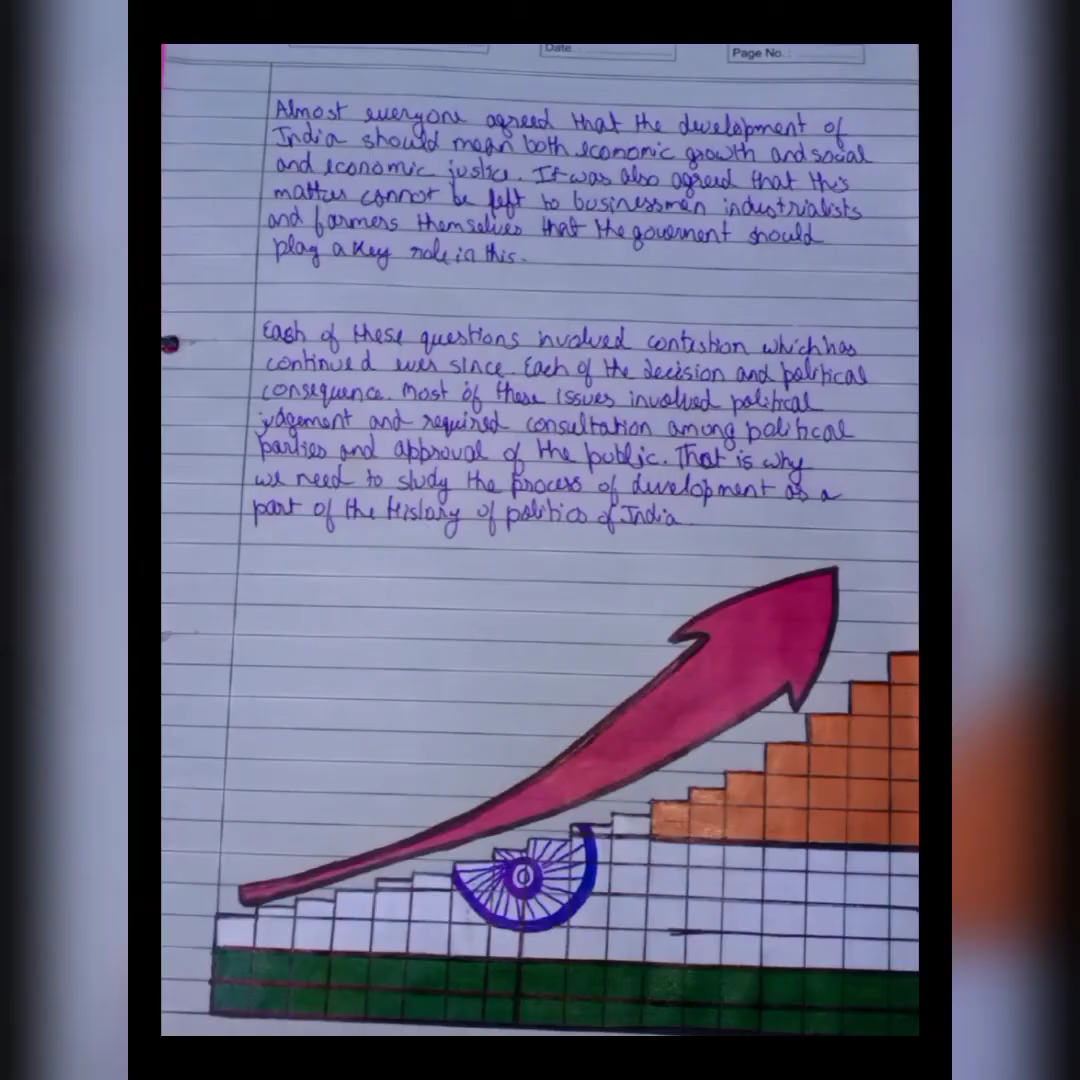 Date.
Page No. :
Almost everyone agreed that the development of
India should mean both economic growth and social
and economic justice. It was also agreed that this
matter cannot be left to businessmen industrialists
and farmers themselves that the goverment should
play a key role in this.
Each of these questions involved contestion which has
continued ever since. Each of the decision and political
consequence. Most of these issues involved political
judgement and required consultation among political
parties and approval of the public. That is why
we need to study the process of development as a
part of the History of politics of India.